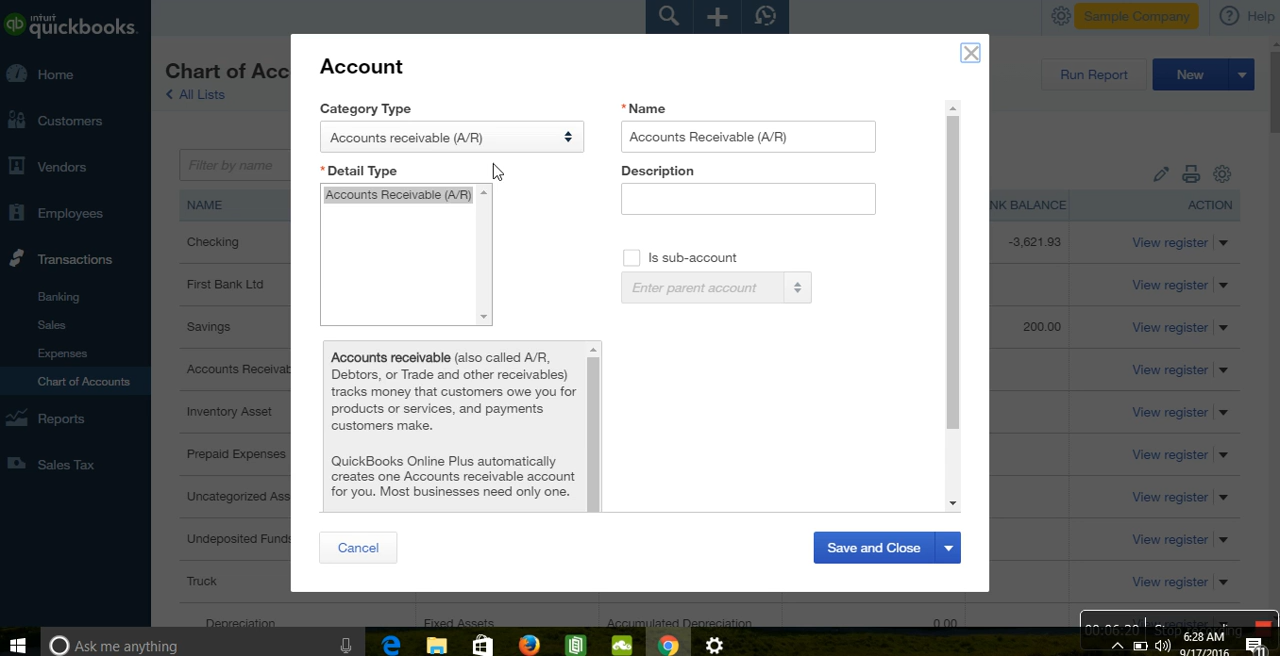 intuit
qb quickbooks.
Sample Company
Help
Home
Customers
Vendors
Employees
Transactions
Banking
Sales
Expenses
Chart of Accounts
Reports
Sales Tax
Chart of Acc
All Lists
Run Report
New
Filter by name
NAME
NK BALANCE
ACTION
Checking
-3,621.93
View register
First Bank Ltd
View register
Savings
200.00
View register
Accounts Receivab
View register
Inventory Asset
View register
Prepaid Expenses
View register
Uncategorized Ass
View register
Undeposited Funds
View register
Truck
View register
Depreciation
Fixed Assets
Accumulated Depreciation
0.00
Account
Category Type
Accounts receivable (A/R)
* Detail Type
Accounts Receivable (A/R)
Accounts receivable (also called A/R,
Debtors, or Trade and other receivables)
tracks money that customers owe you for
products or services, and payments
customers make.
QuickBooks Online Plus automatically
creates one Accounts receivable account
for you. Most businesses need only one.
* Name
Accounts Receivable (A/R)
Description
Is sub-account
Enter parent account
Cancel
Save and Close
Ask me anything
00:06:20
6:28 AM
9/17/2016